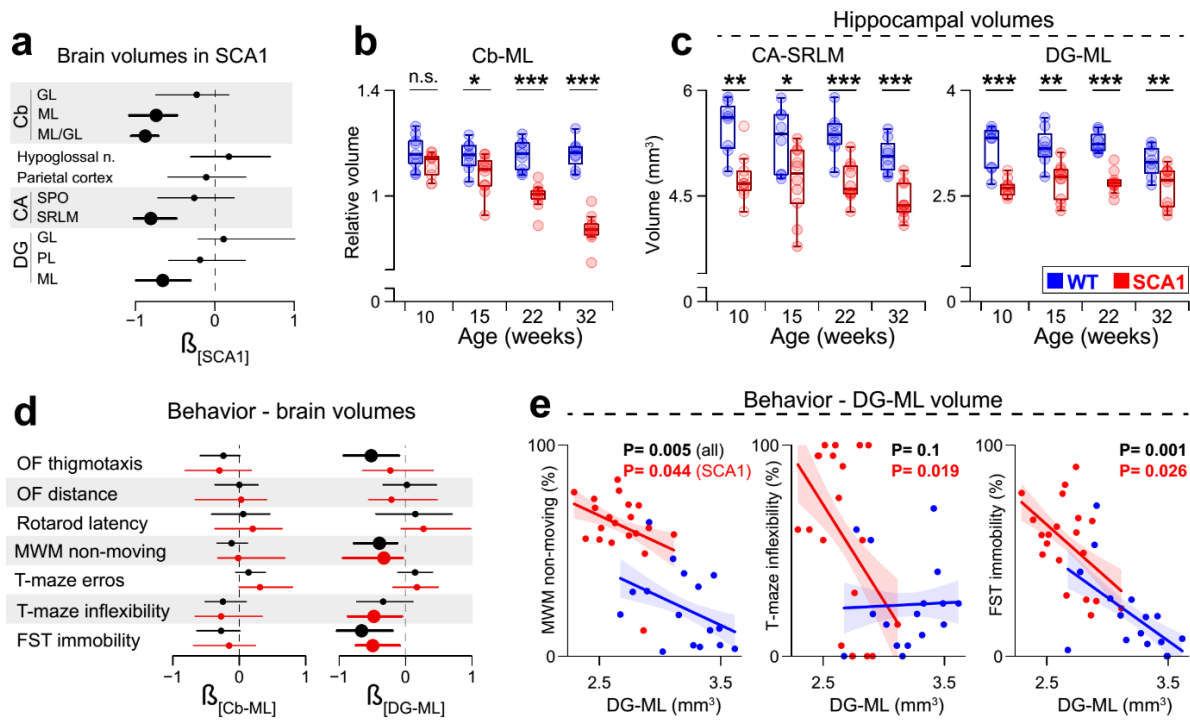 a
Brain volumes in SCA1
Cb
GL
ML
ML/GL
Hypoglossal n.
Parietal cortex
CA
SPO
SRLM
DG
GL
PL
ML
−1
0
1
ß[SCA1]
b
Cb-ML
n.s.
*
***
***
Relative volume
1.4
1
0
10
15
22
32
Age (weeks)
Hippocampal volumes
c
CA-SRLM
**
*
***
***
Volume (mm³)
6
4.5
0
10
15
22
32
Age (weeks)
DG-ML
***
**
***
**
4
2.5
0
WT
SCA1
10
15
22
32
Age (weeks)
d
Behavior - brain volumes
OF thigmotaxis
OF distance
Rotarod latency
MWM non-moving
T-maze erros
T-maze inflexibility
FST immobility
−1
0
1
ß[Cb-ML]
−1
0
1
ß[DG-ML]
e
Behavior - DG-ML volume
P= 0.005 (all)
P= 0.044 (SCA1)
MWM non-moving (%)
100
0
2.5
3.5
DG-ML (mm³)
P= 0.1
P= 0.019
T-maze inflexibility (%)
100
0
2.5
3.5
DG-ML (mm³)
P= 0.001
P= 0.026
FST immobility (%)
100
0
2.5
3.5
DG-ML (mm³)